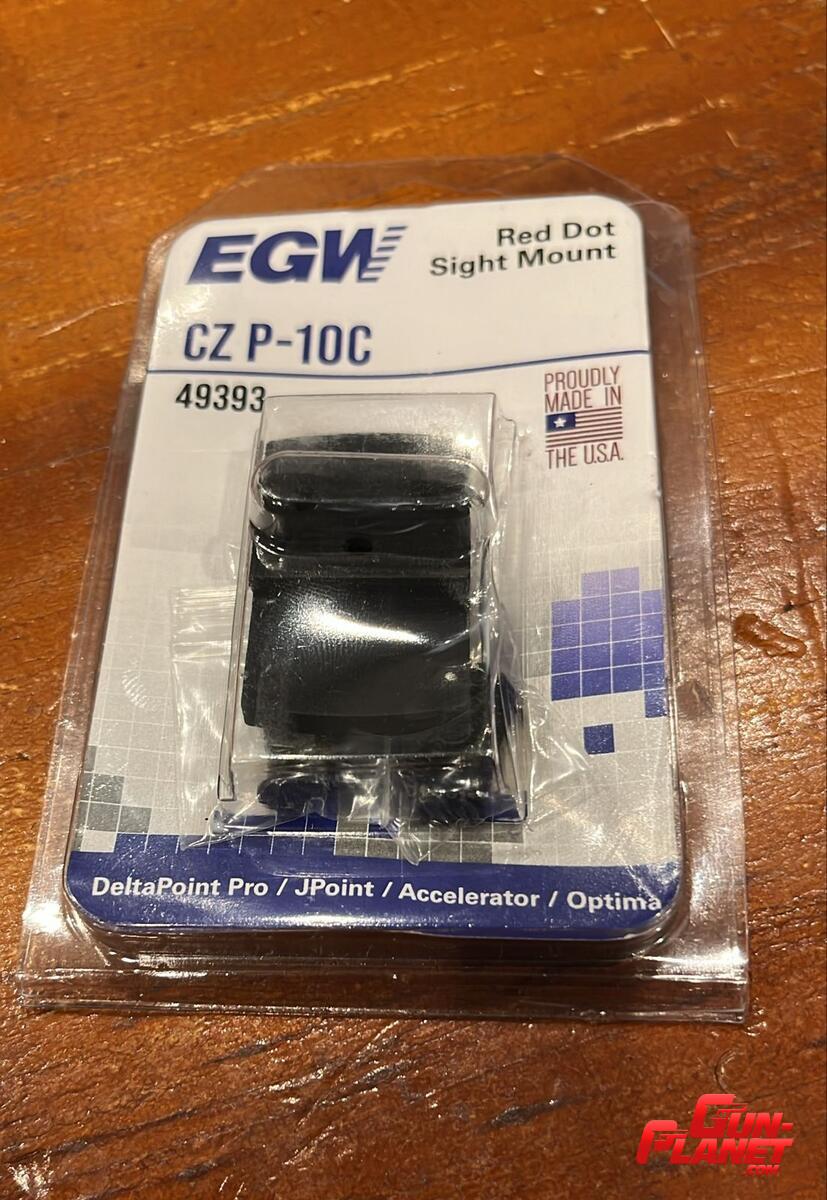 EGW
Red Dot
Sight Mount
CZ P-10C
49393
PROUDLY
MADE IN
THE U.S.A.
DeltaPoint Pro / JPoint / Accelerator / Optima
GUN-
PLANET
.COM